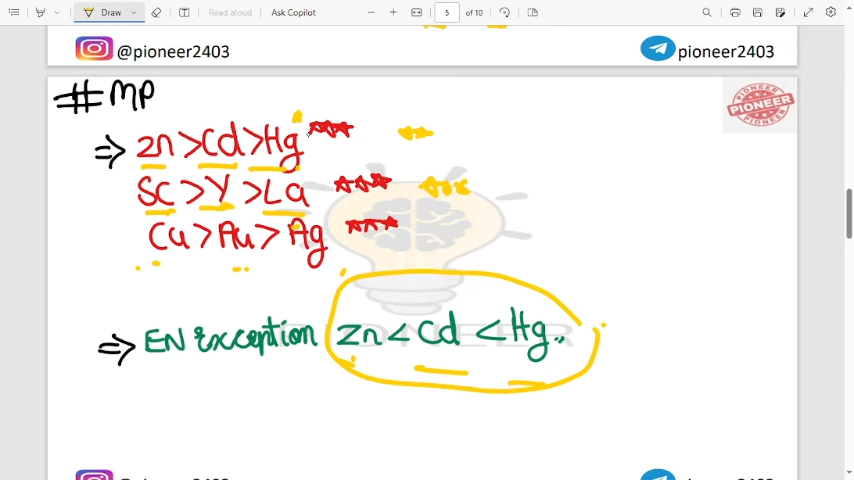 Draw
Read aloud
Ask Copilot
5 of 10
@pioneer2403
pioneer2403
# MP
PIONEER
⇒ Zn > Cd > Hg ***
Sc > Y > La ***
Cu > Au > Ag ***
⇒ EN Exception Zn < Cd < Hg..